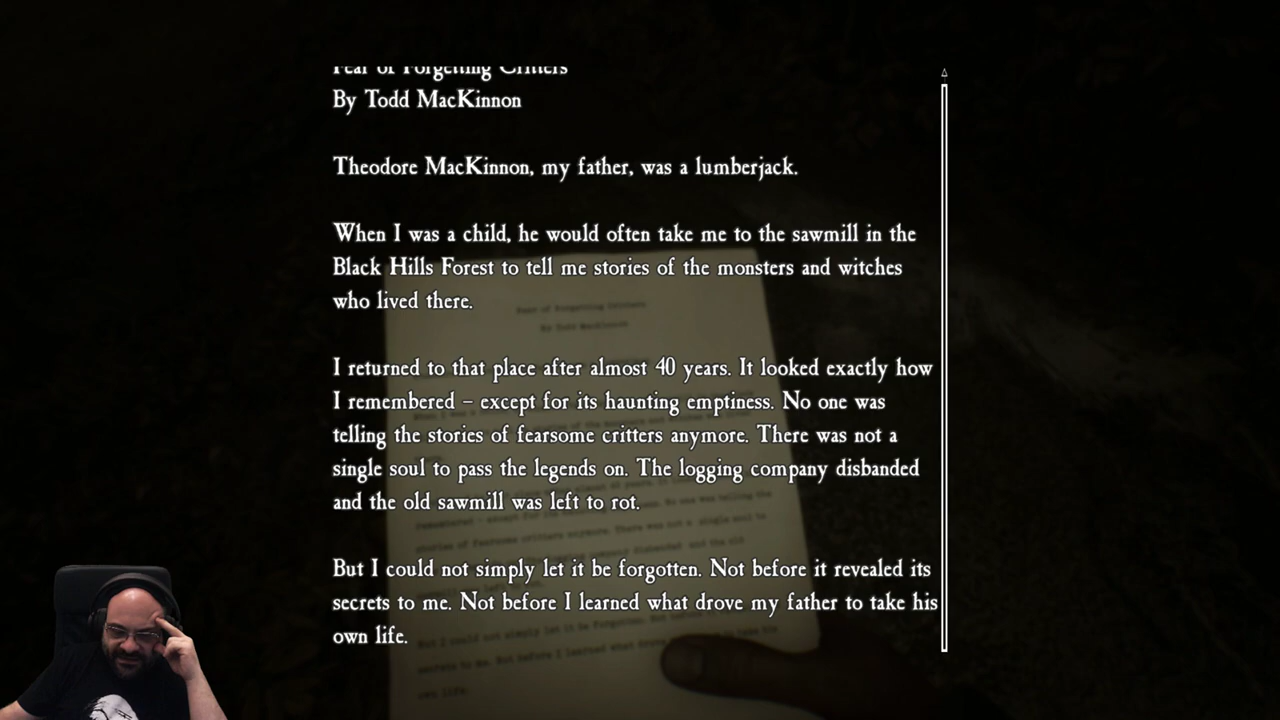 Fear of Forgetting Critters
By Todd MacKinnon
Theodore MacKinnon, my father, was a lumberjack.
When I was a child, he would often take me to the sawmill in the
Black Hills Forest to tell me stories of the monsters and witches
who lived there.
I returned to that place after almost 40 years. It looked exactly how
I remembered – except for its haunting emptiness. No one was
telling the stories of fearsome critters anymore. There was not a
single soul to pass the legends on. The logging company disbanded
and the old sawmill was left to rot.
But I could not simply let it be forgotten. Not before it revealed its
secrets to me. Not before I learned what drove my father to take his
own life.